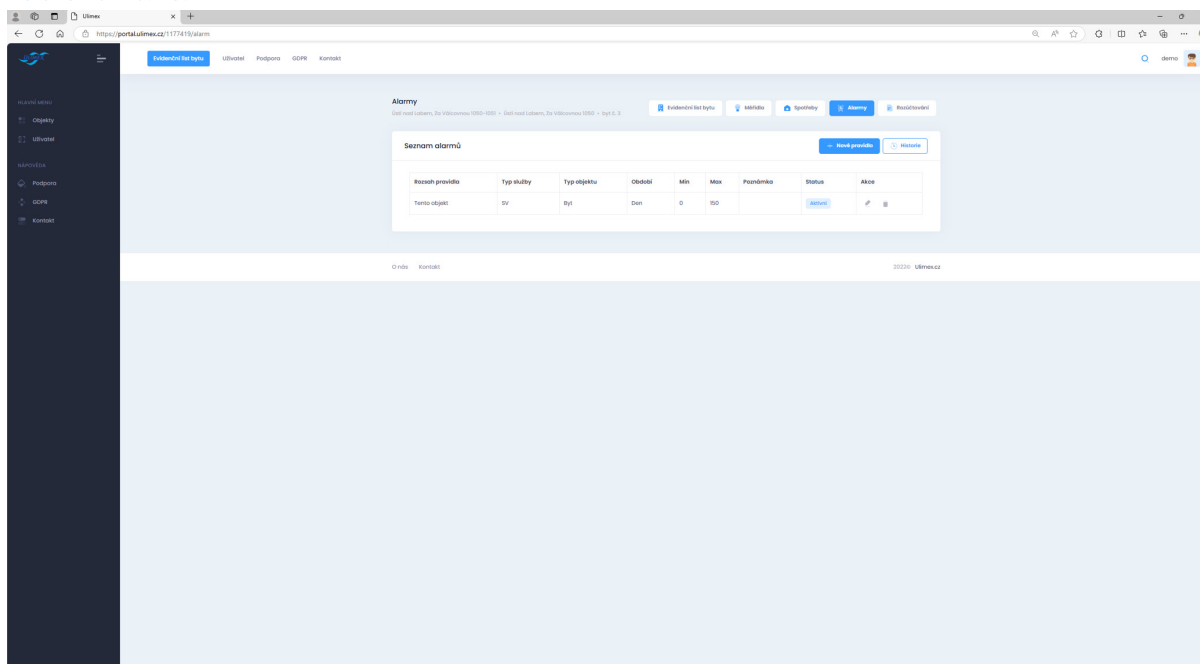 Ulimex
https://portal.ulimex.cz/1177419/alarm
Evidenční list bytu Uživatel Podpora GDPR Kontakt
demo
HLAVNÍ MENU
Objekty
Uživatel
NÁPOVĚDA
Podpora
GDPR
Kontakt
Alarmy
Evidenční list bytu Měřidla Spotřeby Alarmy Rozúčtování
Seznam alarmů
Nové pravidlo Historie
Rozsah pravidla Typ služby Typ objektu Období Min Max Poznámka Status Akce
Tento objekt SV Byt Den 0 150 Aktivní
O nás Kontakt
2022© Ulimex.cz